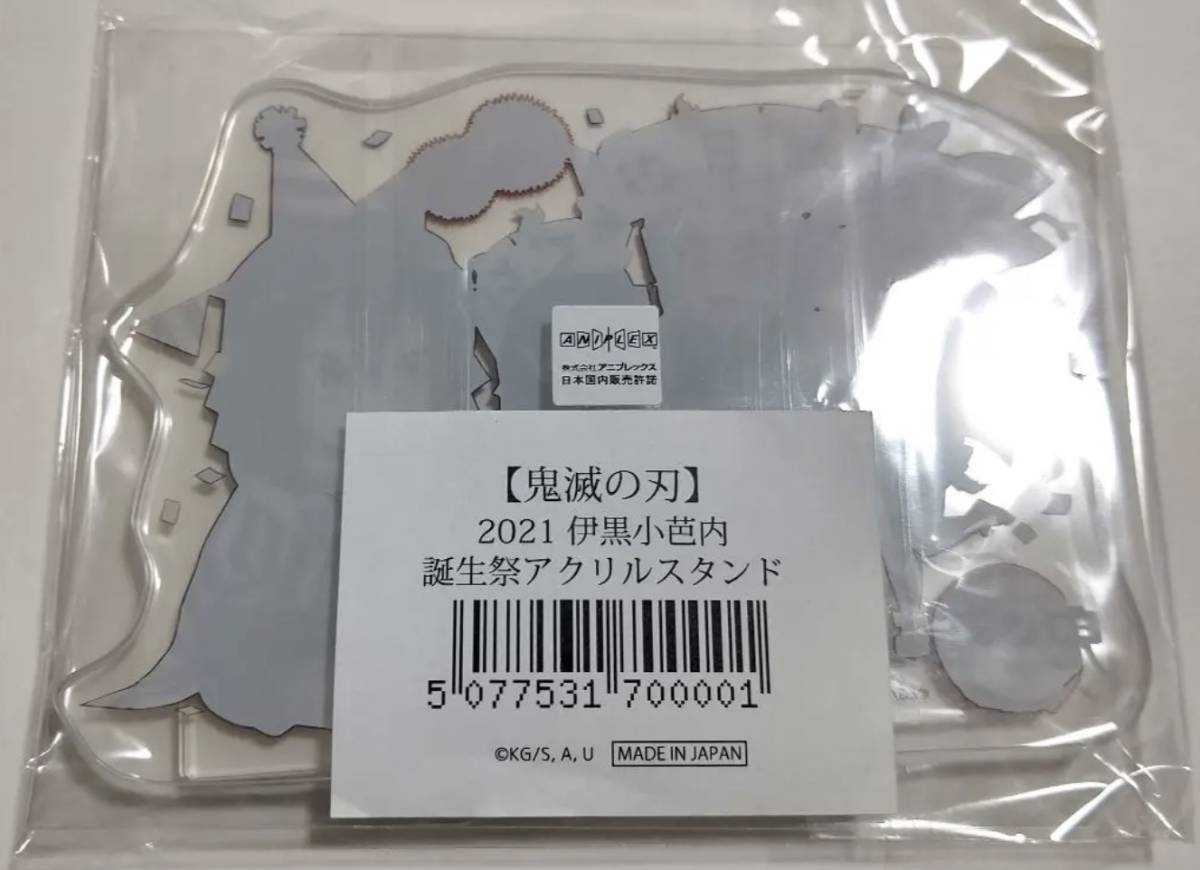 ANIPLEX
株式会社アニプレックス
日本国内販売許諾
【鬼滅の刃】
2021 伊黒小芭内
誕生祭アクリルスタンド
5 077531 700001
©KG/S, A, U MADE IN JAPAN